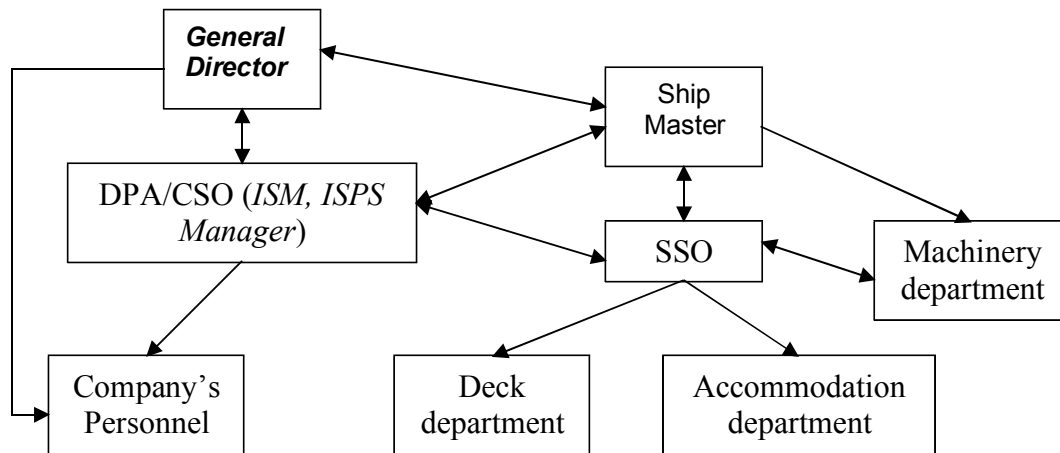 General
Director
Ship
Master
DPA/CSO (ISM, ISPS
Manager)
SSO
Machinery
department
Company’s
Personnel
Deck
department
Accommodation
department